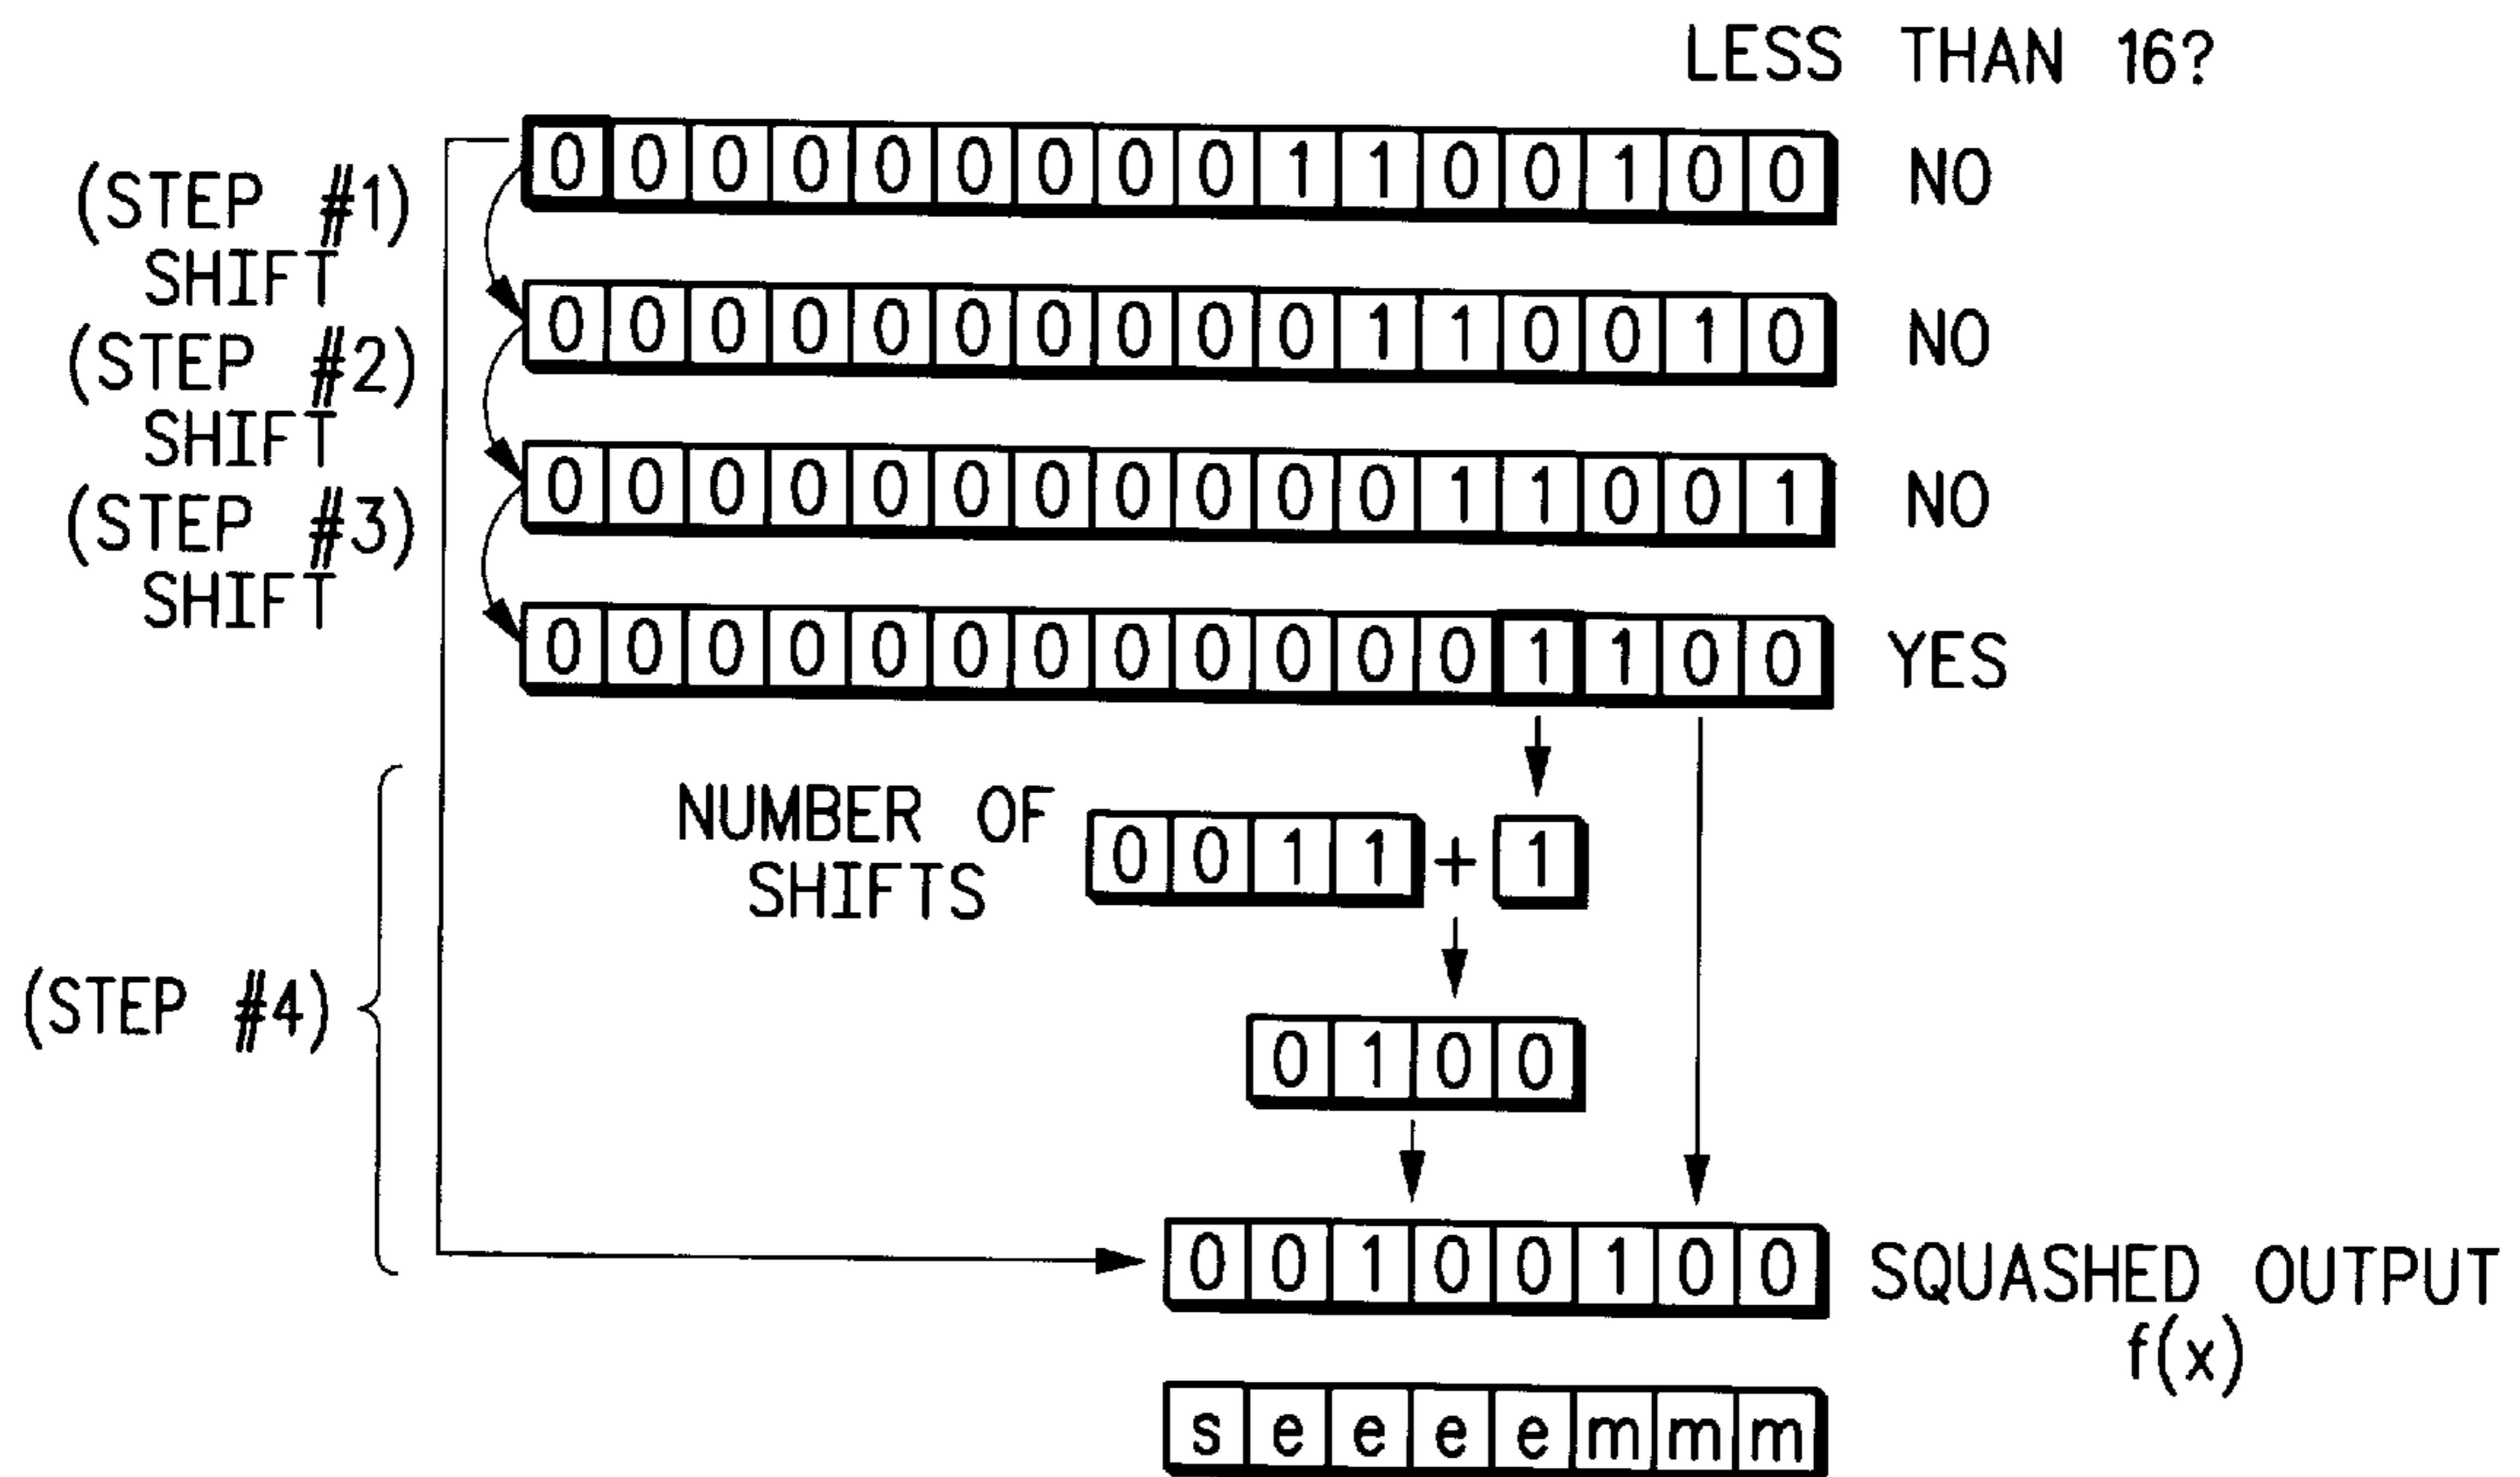 LESS THAN 16?
0 0 0 0 0 0 0 0 0 1 1 0 0 1 0 0 NO
(STEP #1)
SHIFT
0 0 0 0 0 0 0 0 0 0 1 1 0 0 1 0 NO
(STEP #2)
SHIFT
0 0 0 0 0 0 0 0 0 0 0 1 1 0 0 1 NO
(STEP #3)
SHIFT
0 0 0 0 0 0 0 0 0 0 0 0 1 1 0 0 YES
NUMBER OF
SHIFTS
0 0 1 1 + 1
(STEP #4)
0 1 0 0
0 0 1 0 0 1 0 0 SQUASHED OUTPUT
f(x)
s e e e e m m m